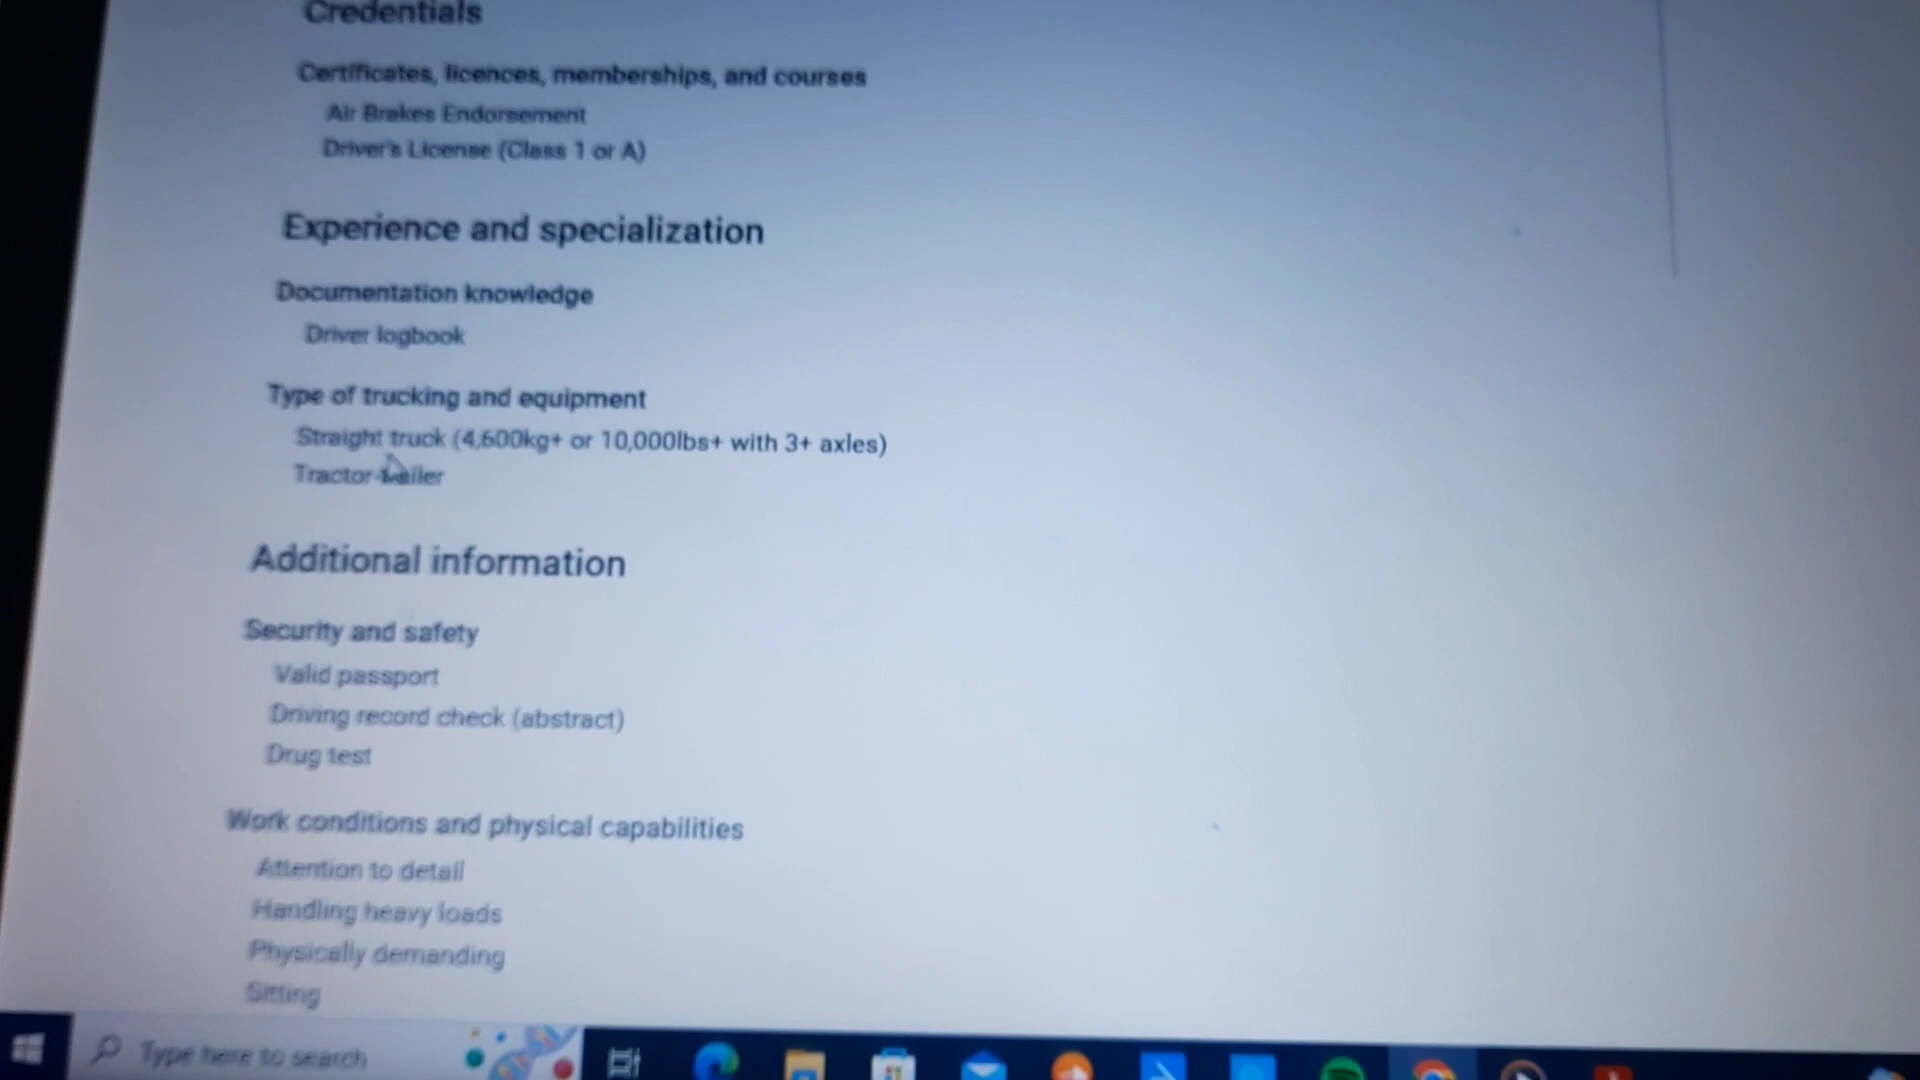 Credentials
Certificates, licences, memberships, and courses
Air Brakes Endorsement
Driver's License (Class 1 or A)
Experience and specialization
Documentation knowledge
Driver logbook
Type of trucking and equipment
Straight truck (4,600kg+ or 10,000lbs+ with 3+ axles)
Tractor-trailer
Additional information
Security and safety
Valid passport
Driving record check (abstract)
Drug test
Work conditions and physical capabilities
Attention to detail
Handling heavy loads
Physically demanding
Sitting
Type here to search